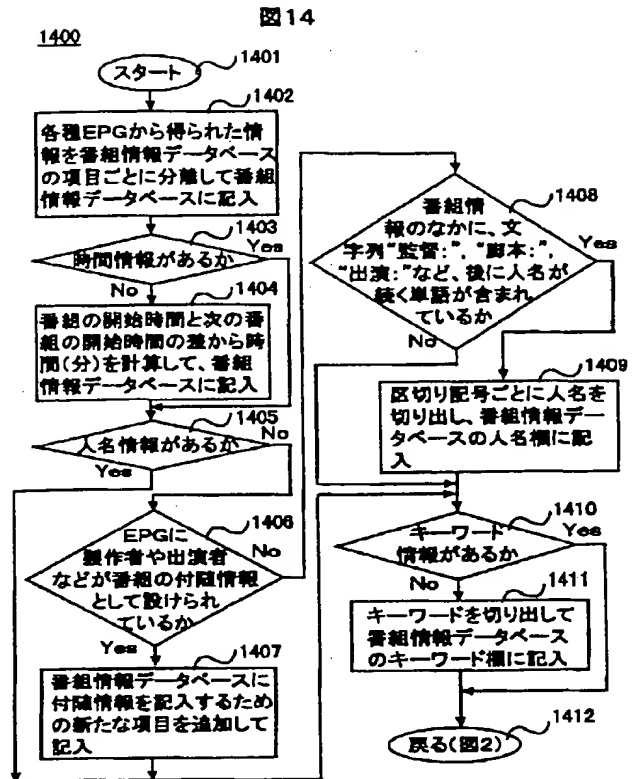 図14
1400
スタート
1401
1402
各種EPGから得られた情
報を番組情報データベース
の項目ごとに分離して番組
情報データベースに記入
1403
時間情報があるか
Yes
No
1404
番組の開始時間と次の番
組の開始時間の差から時
間(分)を計算して、番組
情報データベースに記入
1405
人名情報があるか
No
Yes
1406
EPGに
製作者や出演者
などが番組の付随情報
として設けられ
ているか
No
Yes
1407
番組情報データベースに
付随情報を記入するため
の新たな項目を追加して
記入
1408
番組情
報のなかに、文
字列“監督:”、“脚本:”、
“出演:”など、後に人名が
続く単語が含まれ
ているか
Yes
No
1409
区切り記号ごとに人名を
切り出し、番組情報デー
タベースの人名欄に記
入
1410
キーワード
情報があるか
Yes
No
1411
キーワードを切り出して
番組情報データベース
のキーワード欄に記入
戻る(図2)
1412